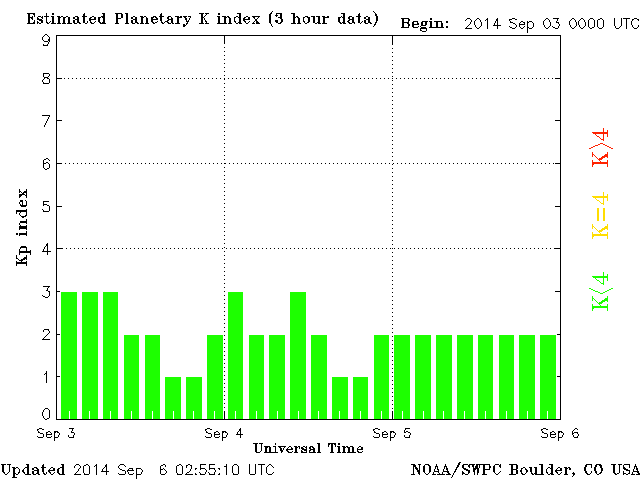 Estimated Planetary K index (3 hour data) Begin: 2014 Sep 03 0000 UTC
9
8
7
6
5
4
3
2
1
0
Kp index
Sep 3 Sep 4 Sep 5 Sep 6
Universal Time
K>4
K=4
K<4
Updated 2014 Sep 6 02:55:10 UTC NOAA/SWPC Boulder, CO USA